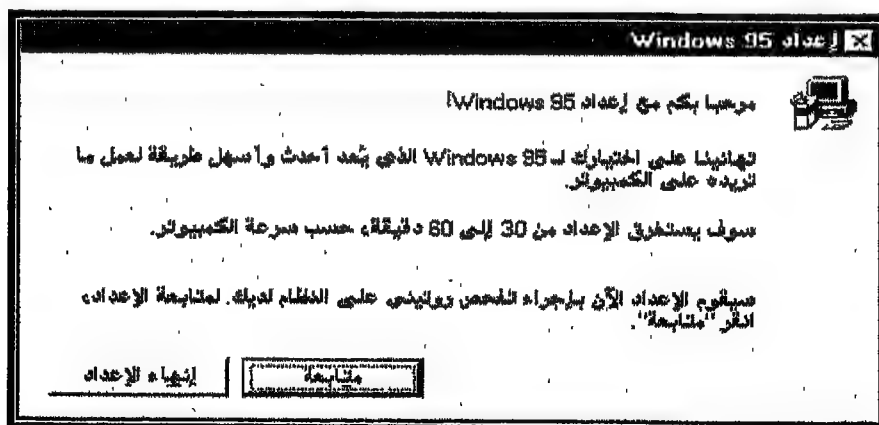 إعداد Windows 95
مرحبا بكم مع إعداد Windows 95!
تهانينا على اختيارك لـ Windows 95 الذي يُعد أحدث وأسهل طريقة لعمل ما
تريده على الكمبيوتر.
سوف يستغرق الإعداد من 30 إلى 60 دقيقة، حسب سرعة الكمبيوتر.
سيقوم الإعداد الآن بإجراء تفحص روتيني على النظام لديك. لمتابعة الإعداد،
انقر "متابعة".
متابعة
إنهاء الإعداد